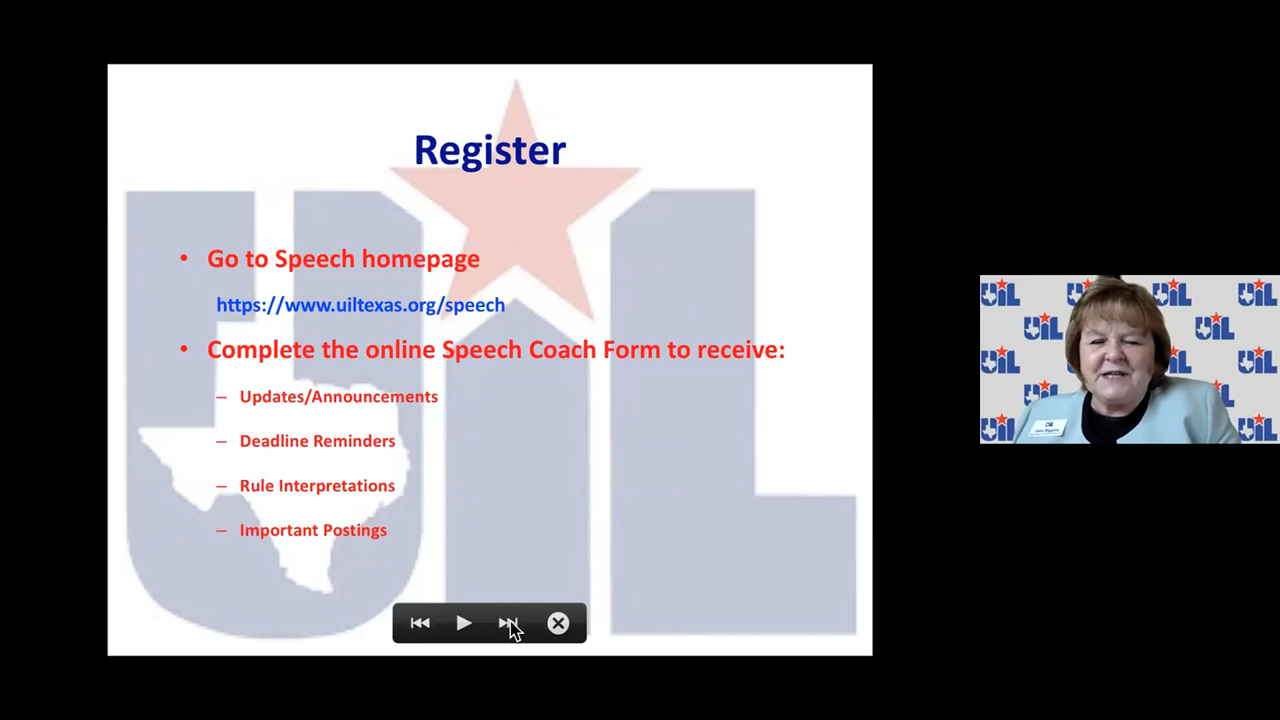 Register
• Go to Speech homepage
https://www.uiltexas.org/speech
• Complete the online Speech Coach Form to receive:
– Updates/Announcements
– Deadline Reminders
– Rule Interpretations
– Important Postings
UIL